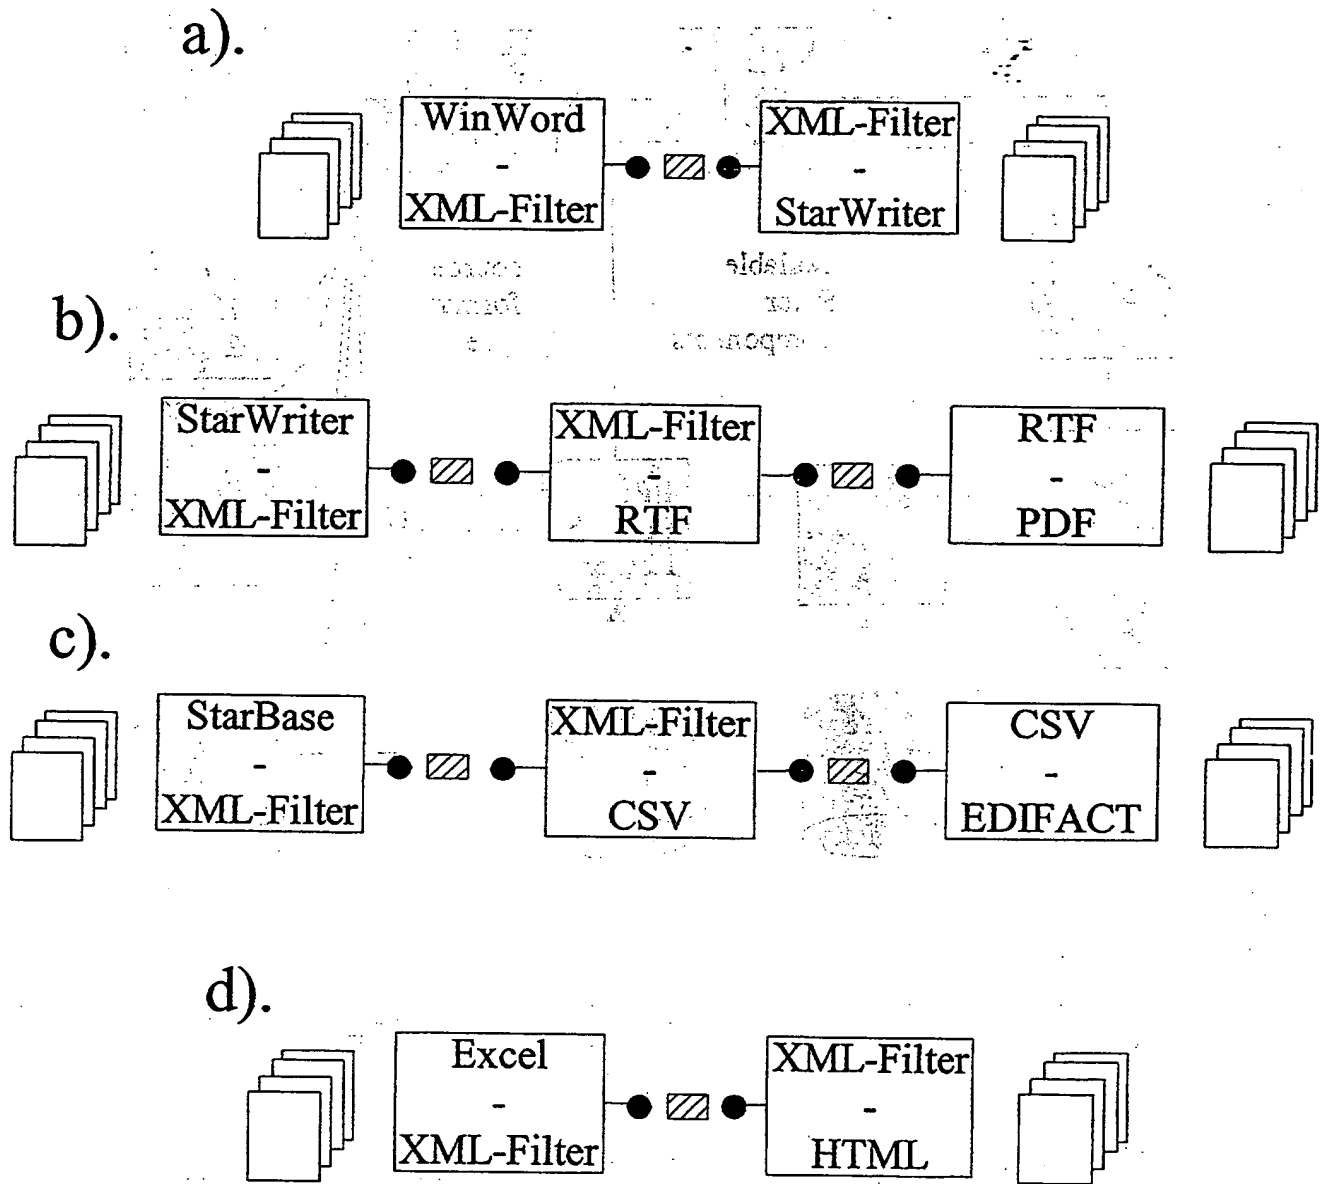 a).
WinWord
-
XML-Filter
XML-Filter
-
StarWriter
b).
StarWriter
-
XML-Filter
XML-Filter
-
RTF
RTF
-
PDF
c).
StarBase
-
XML-Filter
XML-Filter
-
CSV
CSV
-
EDIFACT
d).
Excel
-
XML-Filter
XML-Filter
-
HTML